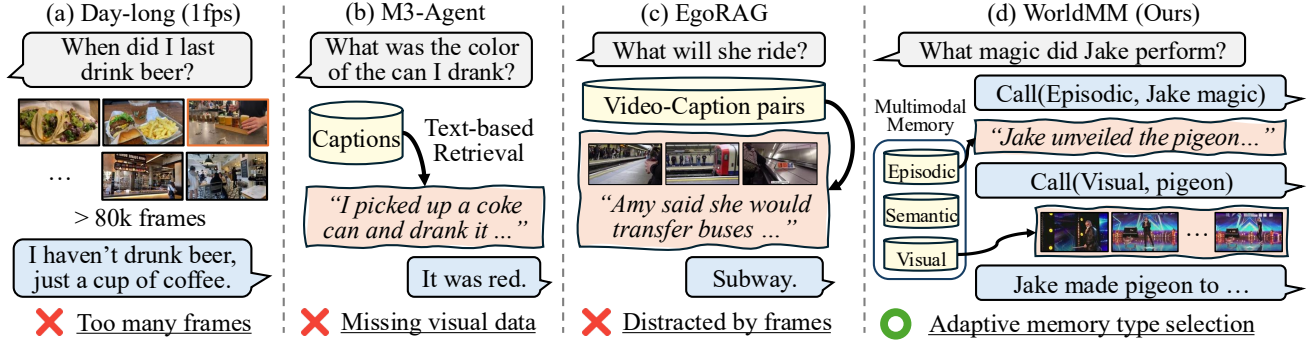 (a) Day-long (1fps)
When did I last
drink beer?
…
> 80k frames
I haven't drunk beer,
just a cup of coffee.
Too many frames
(b) M3-Agent
What was the color
of the can I drank?
Captions
Text-based
Retrieval
“I picked up a coke
can and drank it …”
It was red.
Missing visual data
(c) EgoRAG
What will she ride?
Video-Caption pairs
“Amy said she would
transfer buses …”
Subway.
Distracted by frames
(d) WorldMM (Ours)
What magic did Jake perform?
Multimodal
Memory
Episodic
Semantic
Visual
Call(Episodic, Jake magic)
“Jake unveiled the pigeon…”
Call(Visual, pigeon)
…
Jake made pigeon to …
Adaptive memory type selection